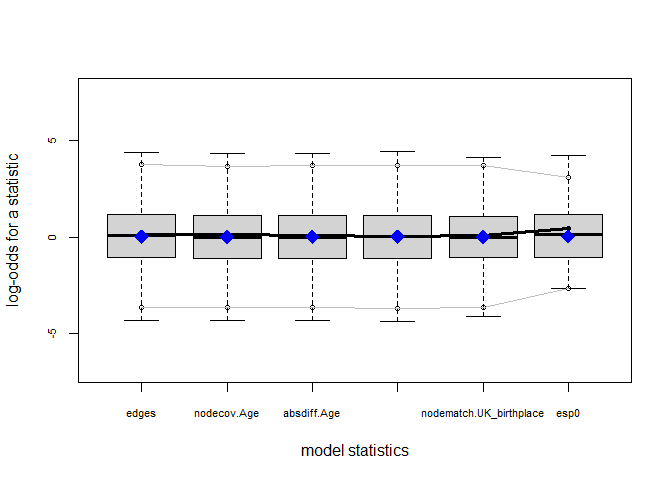 log-odds for a statistic
5
0
-5
edges nodecov.Age absdiff.Age nodematch.UK_birthplace esp0
model statistics